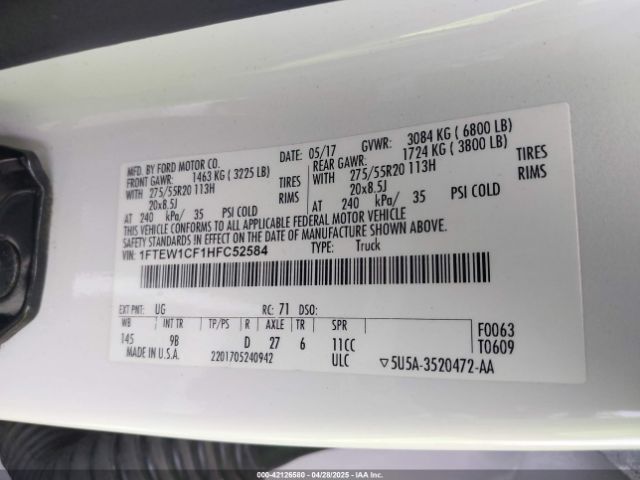 MFD. BY FORD MOTOR CO. DATE: 05/17 GVWR: 3084 KG ( 6800 LB)
FRONT GAWR: 1463 KG ( 3225 LB) REAR GAWR: 1724 KG ( 3800 LB)
WITH 275/55R20 113H TIRES WITH 275/55R20 113H TIRES
20x8.5J RIMS 20x8.5J RIMS
AT 240 kPa/ 35 PSI COLD AT 240 kPa/ 35 PSI COLD
THIS VEHICLE CONFORMS TO ALL APPLICABLE FEDERAL MOTOR VEHICLE
SAFETY STANDARDS IN EFFECT ON THE DATE OF MANUFACTURE SHOWN ABOVE.
VIN: 1FTEW1CF1HFC52584 TYPE: Truck
EXT PNT: UG RC: 71 DSO:
WB INT TR TP/PS R AXLE TR SPR F0063
145 9B D 27 6 11CC T0609
MADE IN U.S.A. 2201705240942 ULC ▽5U5A-3520472-AA
000-42126580 | 04/28/2025 | IAAI.COM